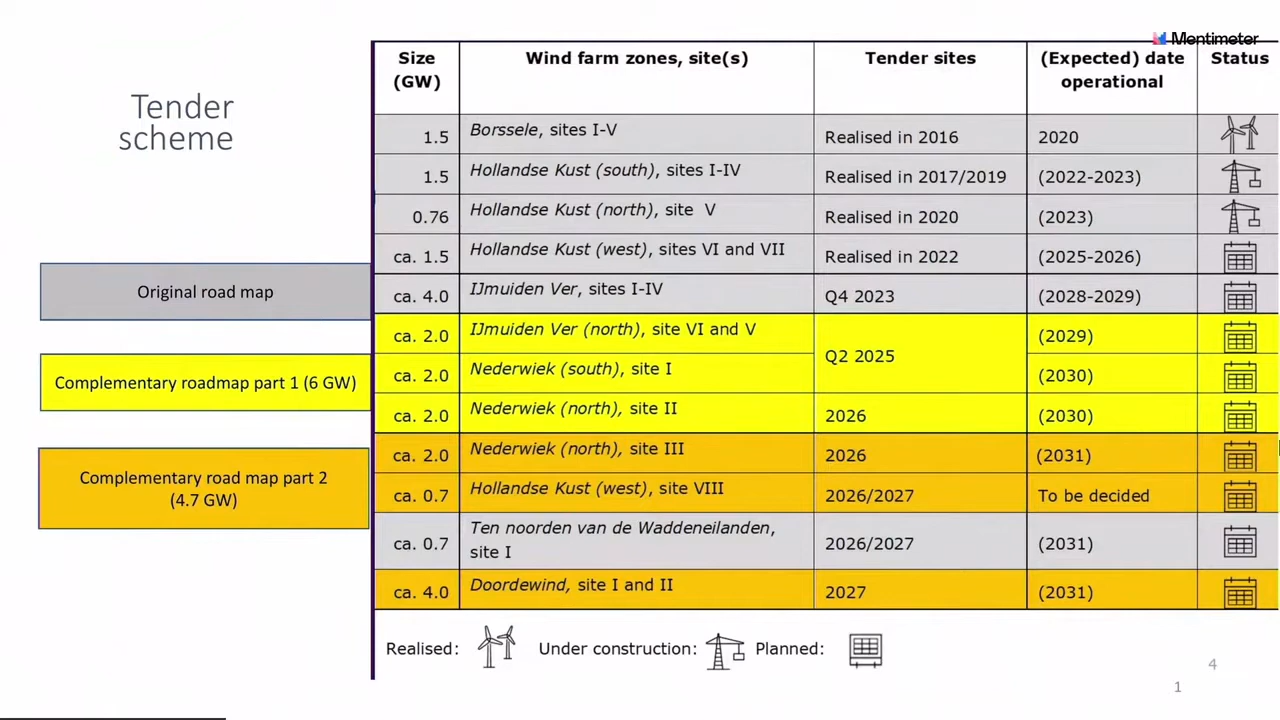 Mentimeter
Tender
scheme
Size
(GW)
Wind farm zones, site(s)
Tender sites
(Expected) date
operational
Status
1.5
Borssele, sites I-V
Realised in 2016
2020
1.5
Hollandse Kust (south), sites I-IV
Realised in 2017/2019
(2022-2023)
0.76
Hollandse Kust (north), site V
Realised in 2020
(2023)
ca. 1.5
Hollandse Kust (west), sites VI and VII
Realised in 2022
(2025-2026)
ca. 4.0
IJmuiden Ver, sites I-IV
Q4 2023
(2028-2029)
ca. 2.0
IJmuiden Ver (north), site VI and V
Q2 2025
(2029)
ca. 2.0
Nederwiek (south), site I
(2030)
ca. 2.0
Nederwiek (north), site II
2026
(2030)
ca. 2.0
Nederwiek (north), site III
2026
(2031)
ca. 0.7
Hollandse Kust (west), site VIII
2026/2027
To be decided
ca. 0.7
Ten noorden van de Waddeneilanden,
site I
2026/2027
(2031)
ca. 4.0
Doordewind, site I and II
2027
(2031)
Original road map
Complementary roadmap part 1 (6 GW)
Complementary road map part 2
(4.7 GW)
Realised:
Under construction:
Planned:
4
1